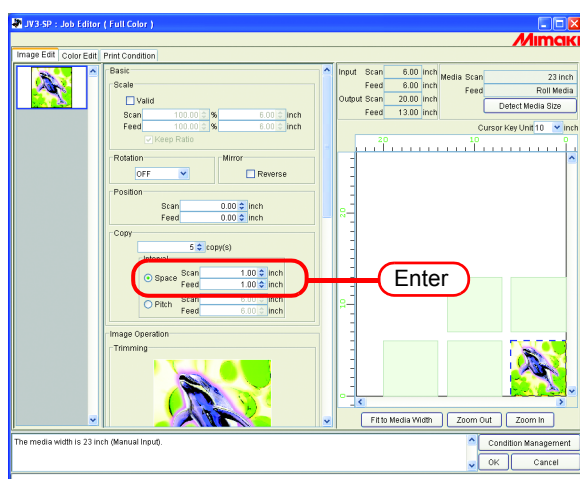 JV3-SP : Job Editor ( Full Color )
Mimaki
Image Edit Color Edit Print Condition
Basic
Scale
Valid
Scan 100.00 % 6.00 inch
Feed 100.00 % 6.00 inch
Keep Ratio
Rotation Mirror
OFF Reverse
Position
Scan 0.00 inch
Feed 0.00 inch
Copy
5 copy(s)
Interval
Space Scan 1.00 inch
Feed 1.00 inch
Pitch Scan 6.00 inch
Feed 6.00 inch
Image Operation
Trimming
Input Scan 6.00 inch
Feed 6.00 inch
Output Scan 20.00 inch
Feed 13.00 inch
Media Scan 23 inch
Feed Roll Media
Detect Media Size
Cursor Key Unit 10 inch
20 10 0
20
10
0
Enter
Fit to Media Width Zoom Out Zoom In
The media width is 23 inch (Manual Input).
Condition Management
OK Cancel